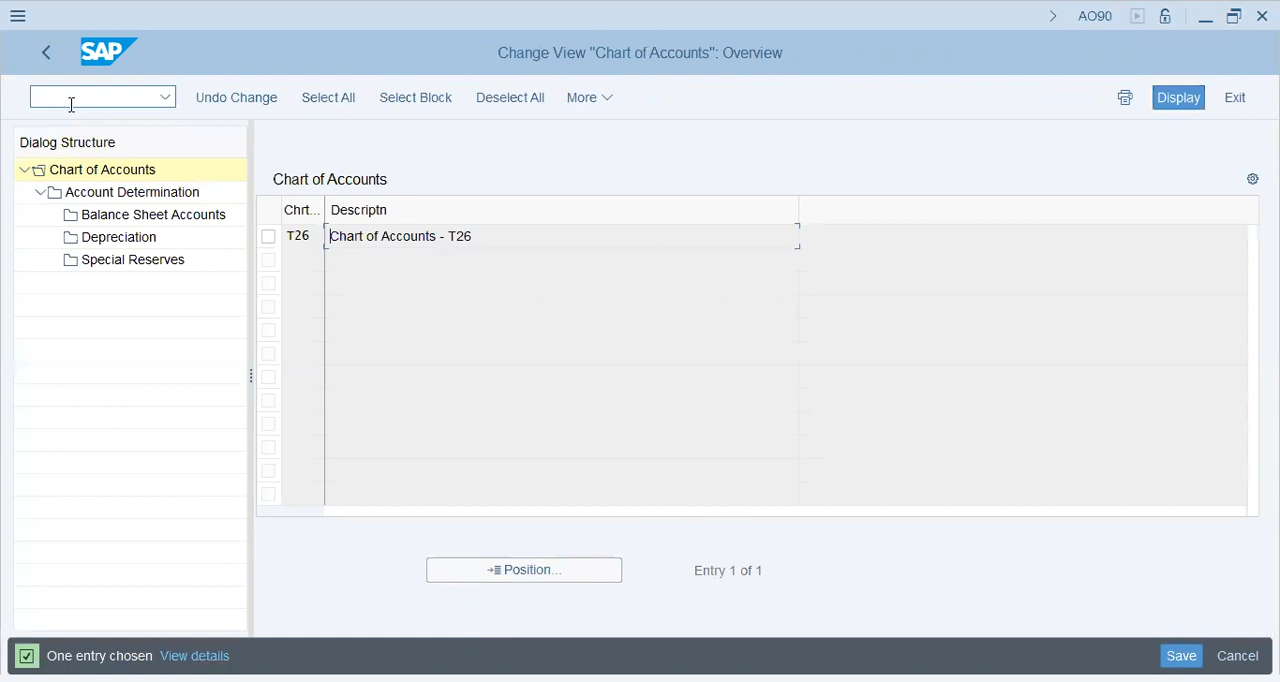 AO90
SAP
Change View "Chart of Accounts": Overview
Undo Change Select All Select Block Deselect All More Display Exit
Dialog Structure
Chart of Accounts
Account Determination
Balance Sheet Accounts
Depreciation
Special Reserves
Chart of Accounts
Chrt... Descriptn
T26 Chart of Accounts - T26
Position... Entry 1 of 1
One entry chosen View details Save Cancel